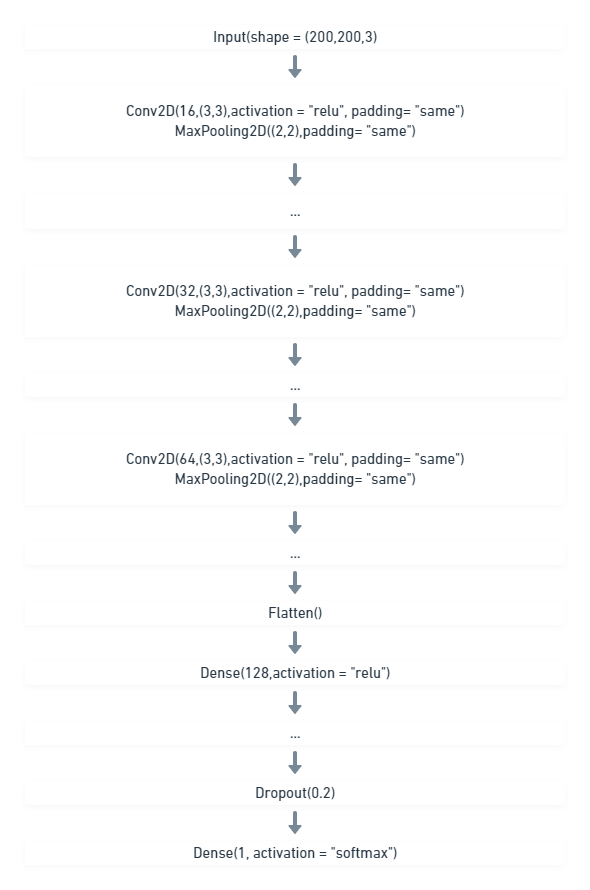 Input(shape = (200,200,3)
Conv2D(16,(3,3),activation = "relu", padding= "same")
MaxPooling2D((2,2),padding= "same")
...
Conv2D(32,(3,3),activation = "relu", padding= "same")
MaxPooling2D((2,2),padding= "same")
...
Conv2D(64,(3,3),activation = "relu", padding= "same")
MaxPooling2D((2,2),padding= "same")
...
Flatten()
Dense(128,activation = "relu")
...
Dropout(0.2)
Dense(1, activation = "softmax")